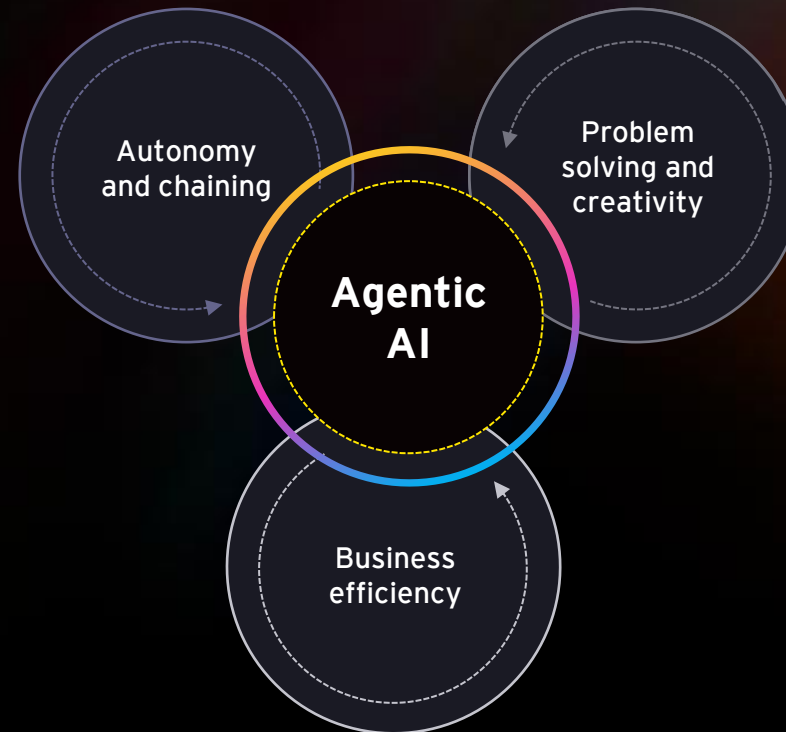 Autonomy
and chaining
Problem
solving and
creativity
Agentic
AI
Business
efficiency